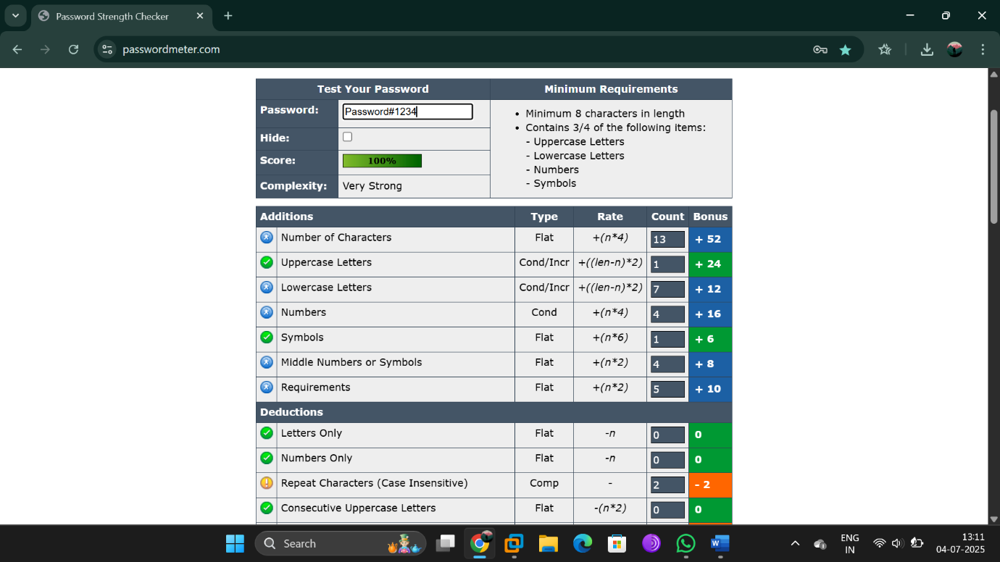 Password Strength Checker
passwordmeter.com
Test Your Password
Minimum Requirements
Password:
Password#1234
Hide:
Score:
100%
Complexity:
Very Strong
• Minimum 8 characters in length
• Contains 3/4 of the following items:
- Uppercase Letters
- Lowercase Letters
- Numbers
- Symbols
Additions Type Rate Count Bonus
Number of Characters Flat +(n*4) 13 + 52
Uppercase Letters Cond/Incr +((len-n)*2) 1 + 24
Lowercase Letters Cond/Incr +((len-n)*2) 7 + 12
Numbers Cond +(n*4) 4 + 16
Symbols Flat +(n*6) 1 + 6
Middle Numbers or Symbols Flat +(n*2) 4 + 8
Requirements Flat +(n*2) 5 + 10
Deductions
Letters Only Flat -n 0 0
Numbers Only Flat -n 0 0
Repeat Characters (Case Insensitive) Comp - 2 - 2
Consecutive Uppercase Letters Flat -(n*2) 0 0
Search
ENG
IN
13:11
04-07-2025